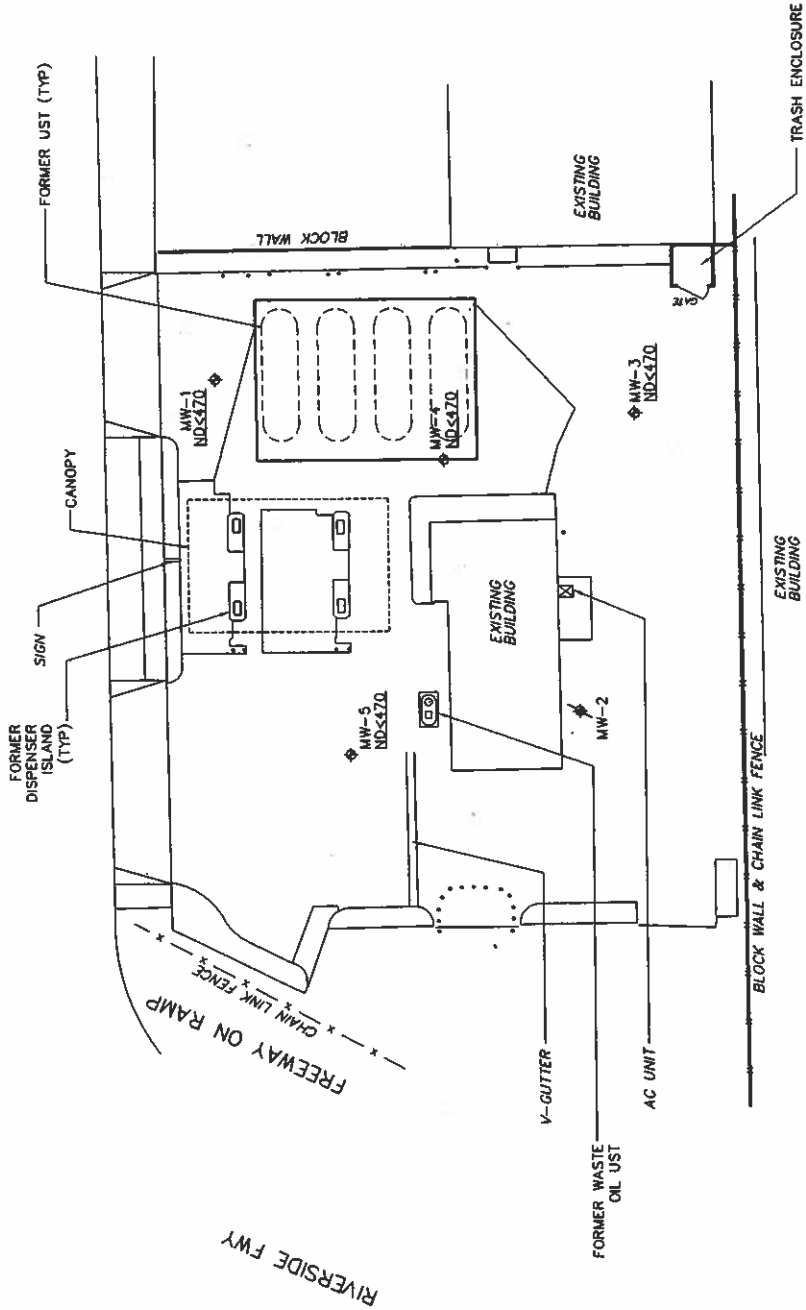 FORMER UST (TYP)
CANOPY
SIGN
FORMER
DISPENSER
ISLAND
(TYP)
BLOCK WALL
MW-1
ND<470
MW-4
ND<470
EXISTING
BUILDING
GATE
TRASH ENCLOSURE
MW-3
ND<470
EXISTING
BUILDING
MW-5
ND<470
MW-2
EXISTING
BUILDING
BLOCK WALL & CHAIN LINK FENCE
CHAIN LINK FENCE
FREEWAY ON RAMP
V-GUTTER
AC UNIT
FORMER WASTE
OIL UST
RIVERSIDE FWY